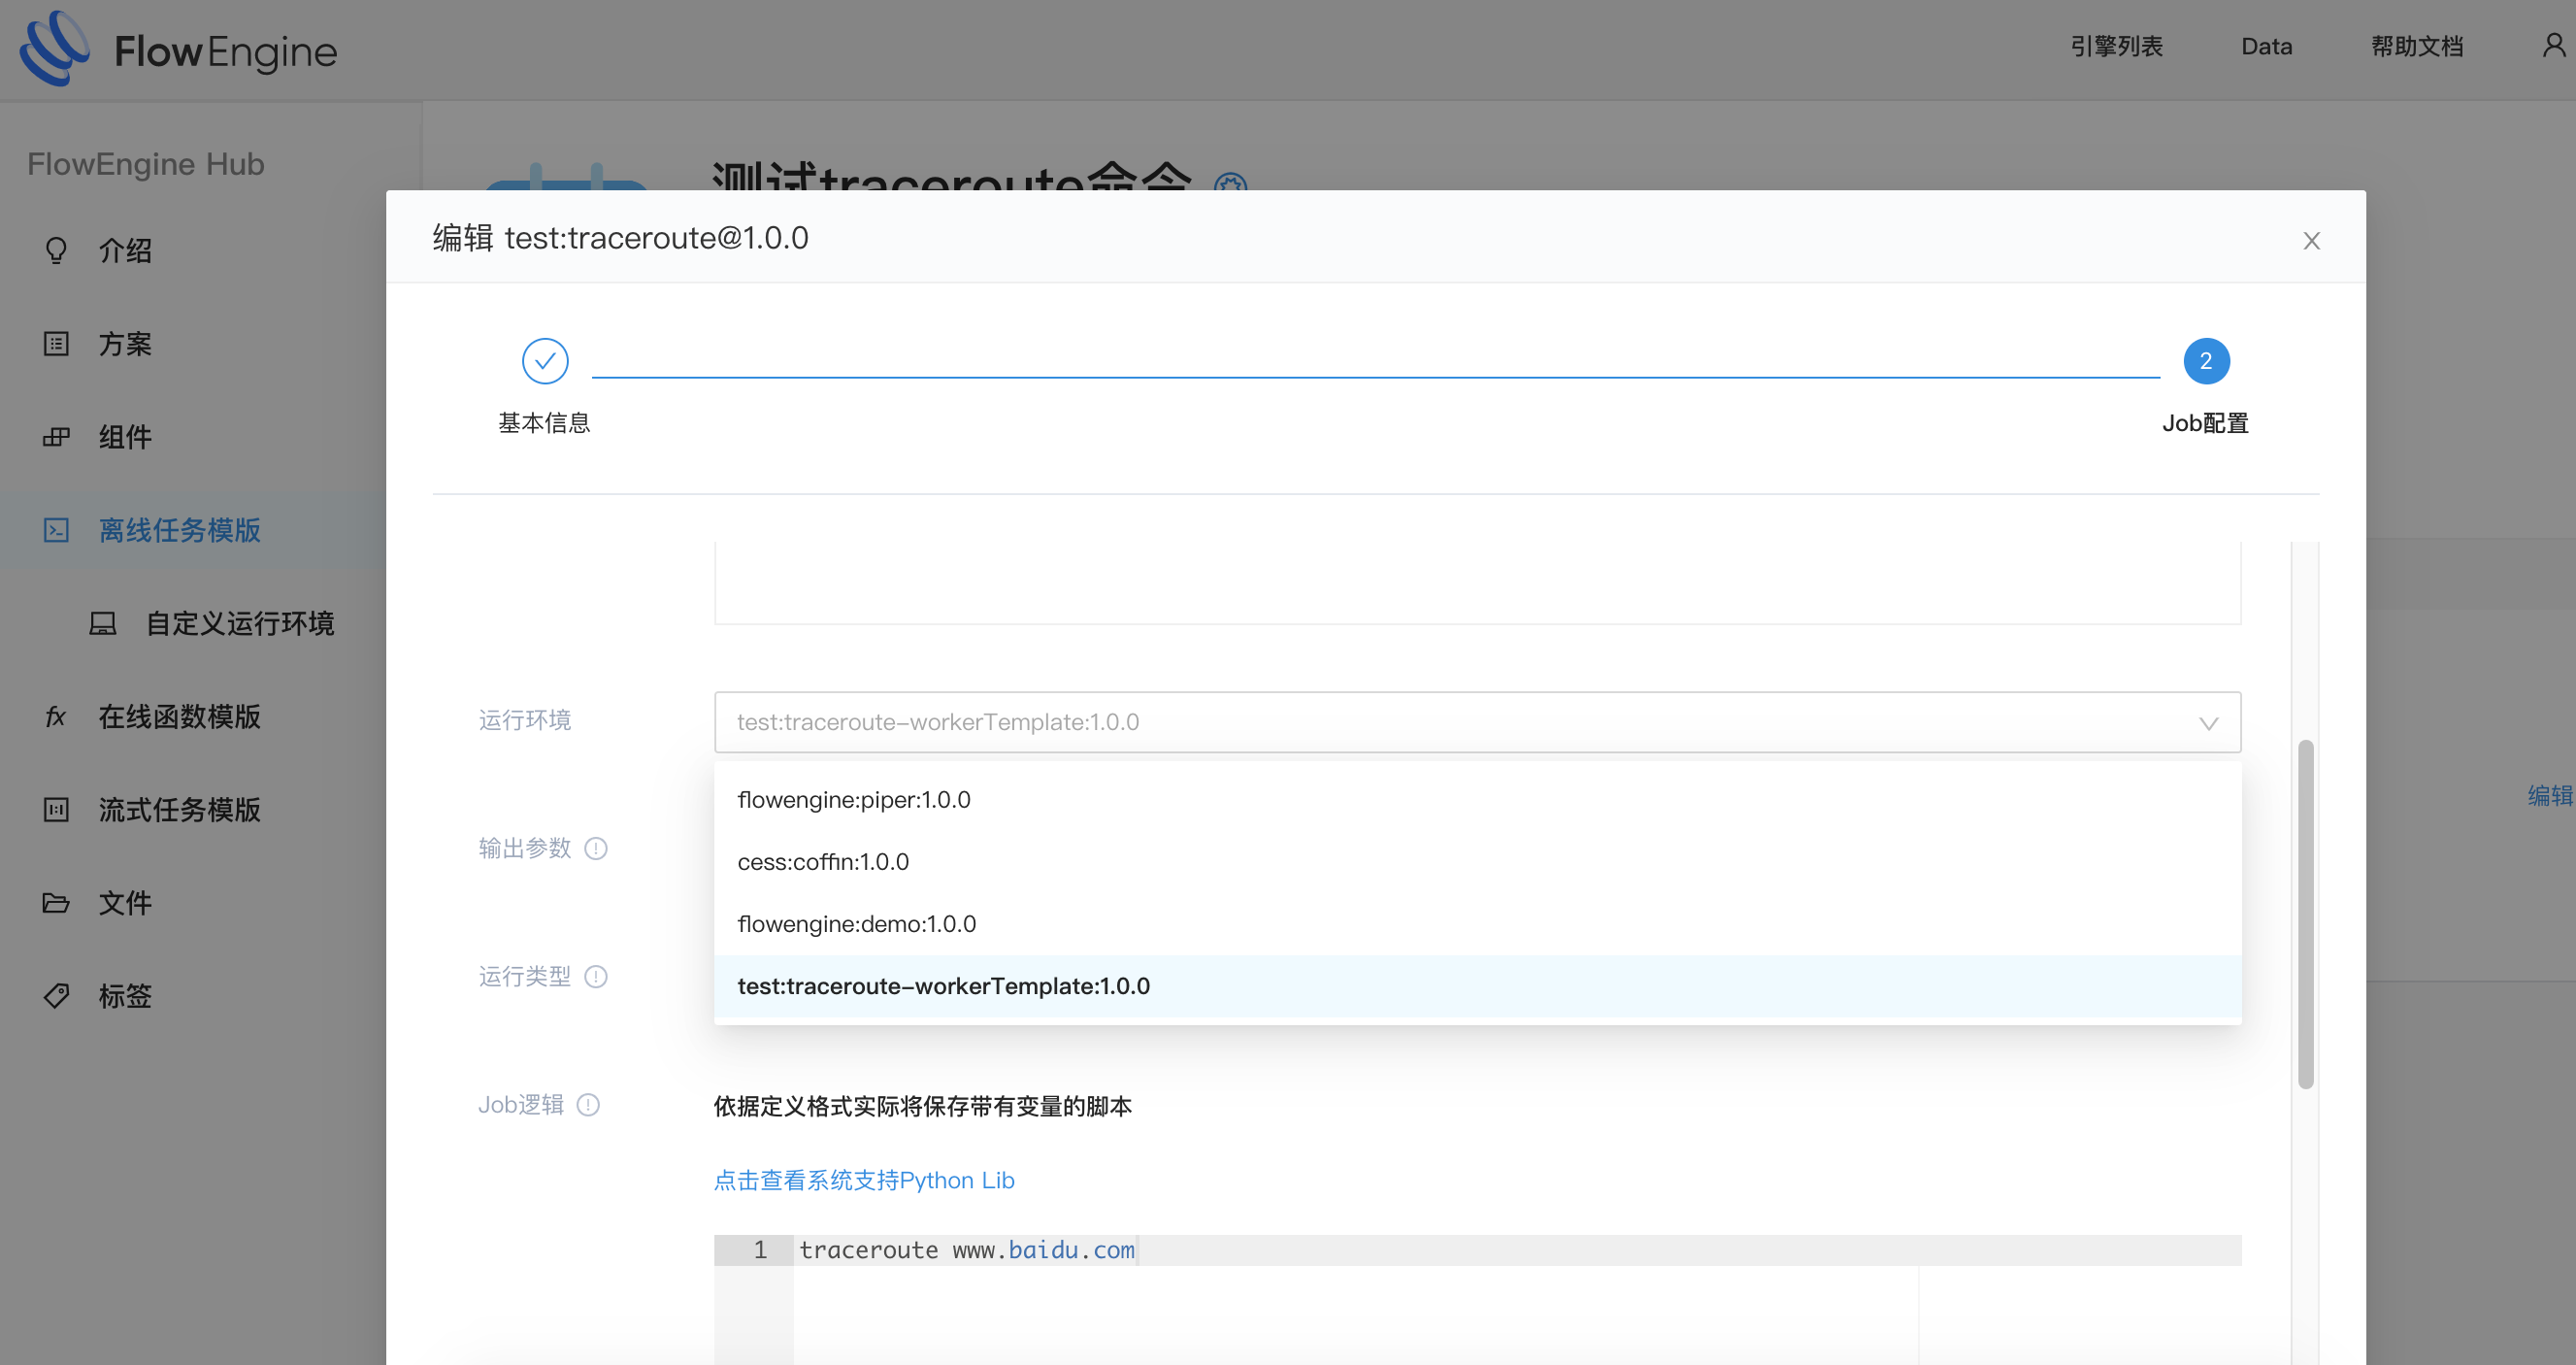 FlowEngine
引擎列表
Data
帮助文档
FlowEngine Hub
介绍
方案
组件
离线任务模版
自定义运行环境
在线函数模版
流式任务模版
文件
标签
测试traceroute命令
编辑 test:traceroute@1.0.0
2
基本信息
Job配置
运行环境
test:traceroute-workerTemplate:1.0.0
flowengine:piper:1.0.0
cess:coffin:1.0.0
flowengine:demo:1.0.0
test:traceroute-workerTemplate:1.0.0
输出参数
运行类型
编辑
Job逻辑
依据定义格式实际将保存带有变量的脚本
点击查看系统支持Python Lib
1 traceroute www.baidu.com